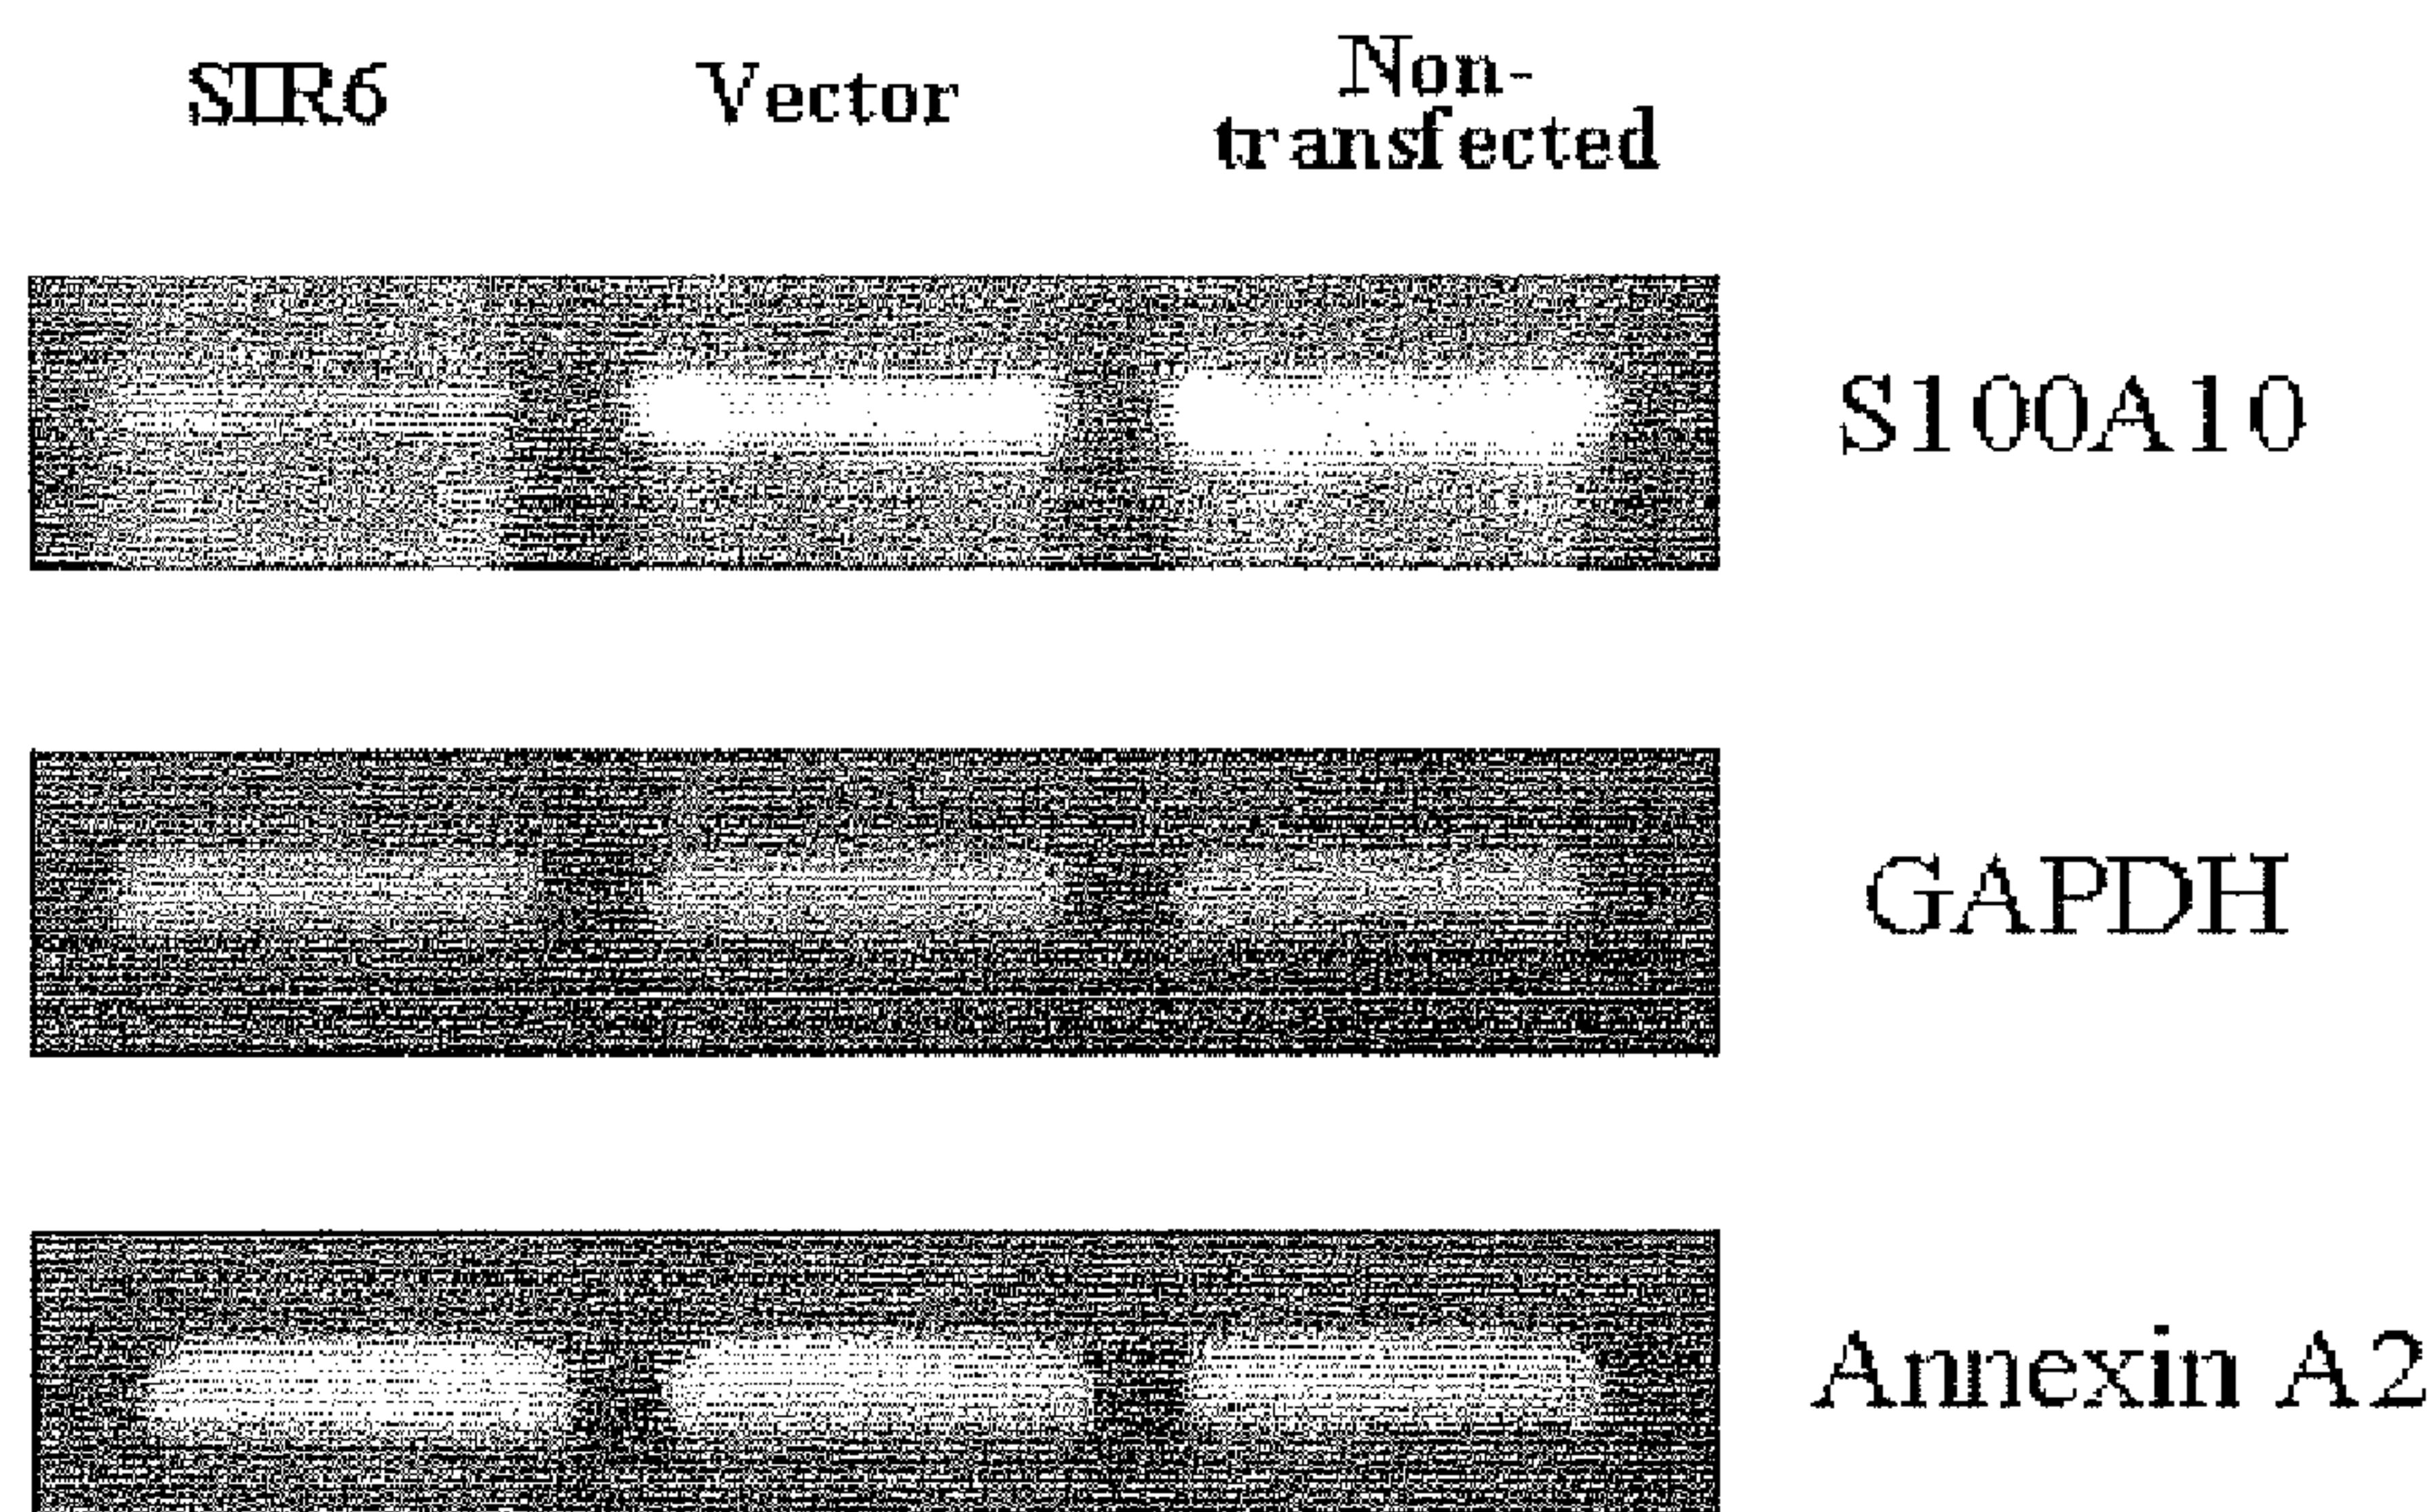 SIR6 Vector Non-
transfected
S100A10
GAPDH
Annexin A2